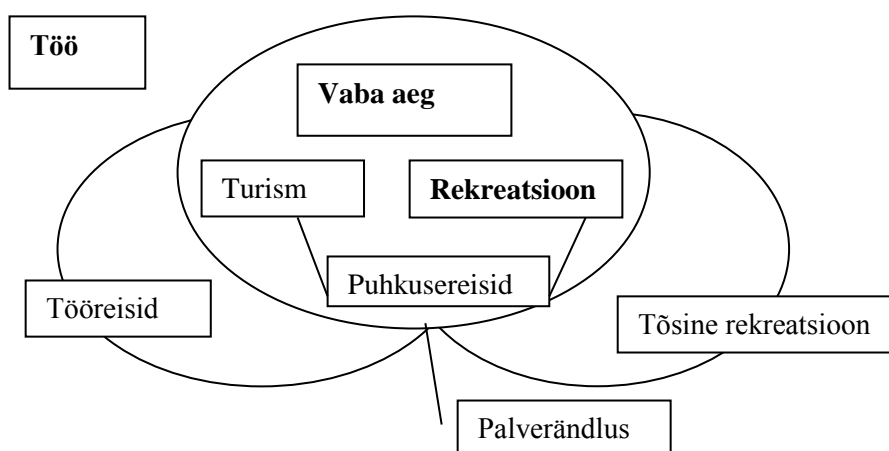 Töö
Vaba aeg
Turism
Rekreatsioon
Puhkusereisid
Tööreisid
Tõsine rekreatsioon
Palverändlus